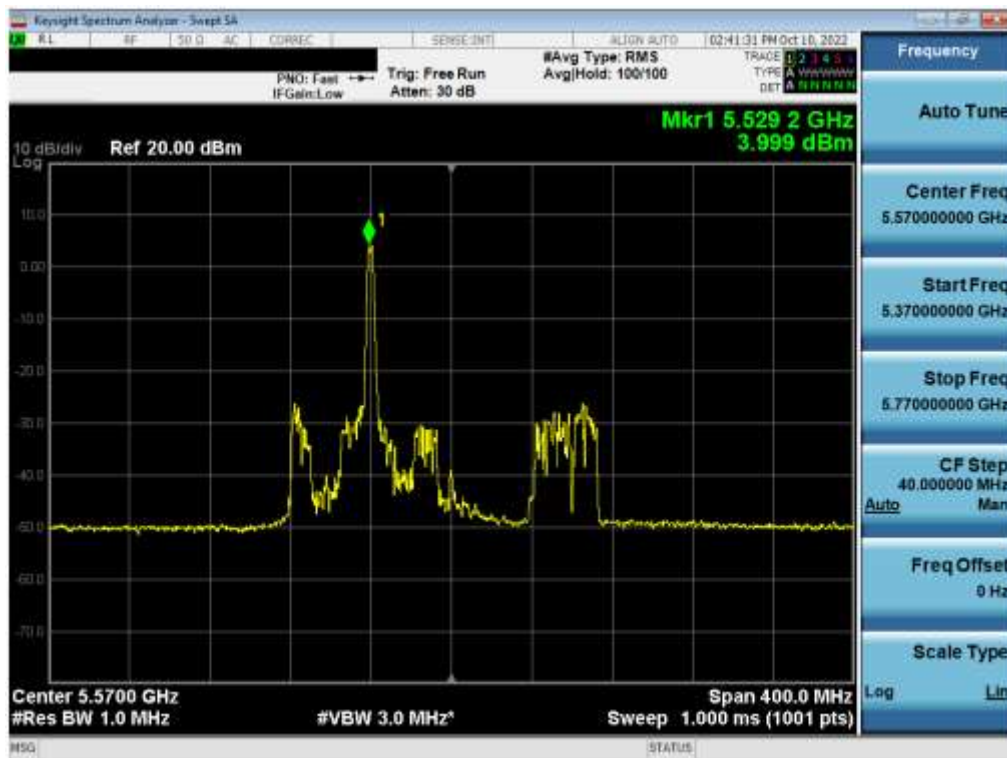 Keysight Spectrum Analyzer - Swept SA
RL RF 50 Ω AC CORREC SENSE:INT ALIGN AUTO 02:41:31 PM Oct 10, 2022
PNO: Fast
IFGain:Low
Trig: Free Run
Atten: 30 dB
#Avg Type: RMS
Avg|Hold: 100/100
TRACE 1 2 3 4 5
TYPE A
DET A N N N N N
Mkr1 5.529 2 GHz
3.999 dBm
10 dB/div
Log
Ref 20.00 dBm
10.0
0.00
-10.0
-20.0
-30.0
-40.0
-50.0
-60.0
-70.0
Center 5.5700 GHz
Span 400.0 MHz
#Res BW 1.0 MHz
#VBW 3.0 MHz*
Sweep 1.000 ms (1001 pts)
MSG
STATUS
Frequency
Auto Tune
Center Freq
5.570000000 GHz
Start Freq
5.370000000 GHz
Stop Freq
5.770000000 GHz
CF Step
40.000000 MHz
Auto Man
Freq Offset
0 Hz
Scale Type
Log Lin